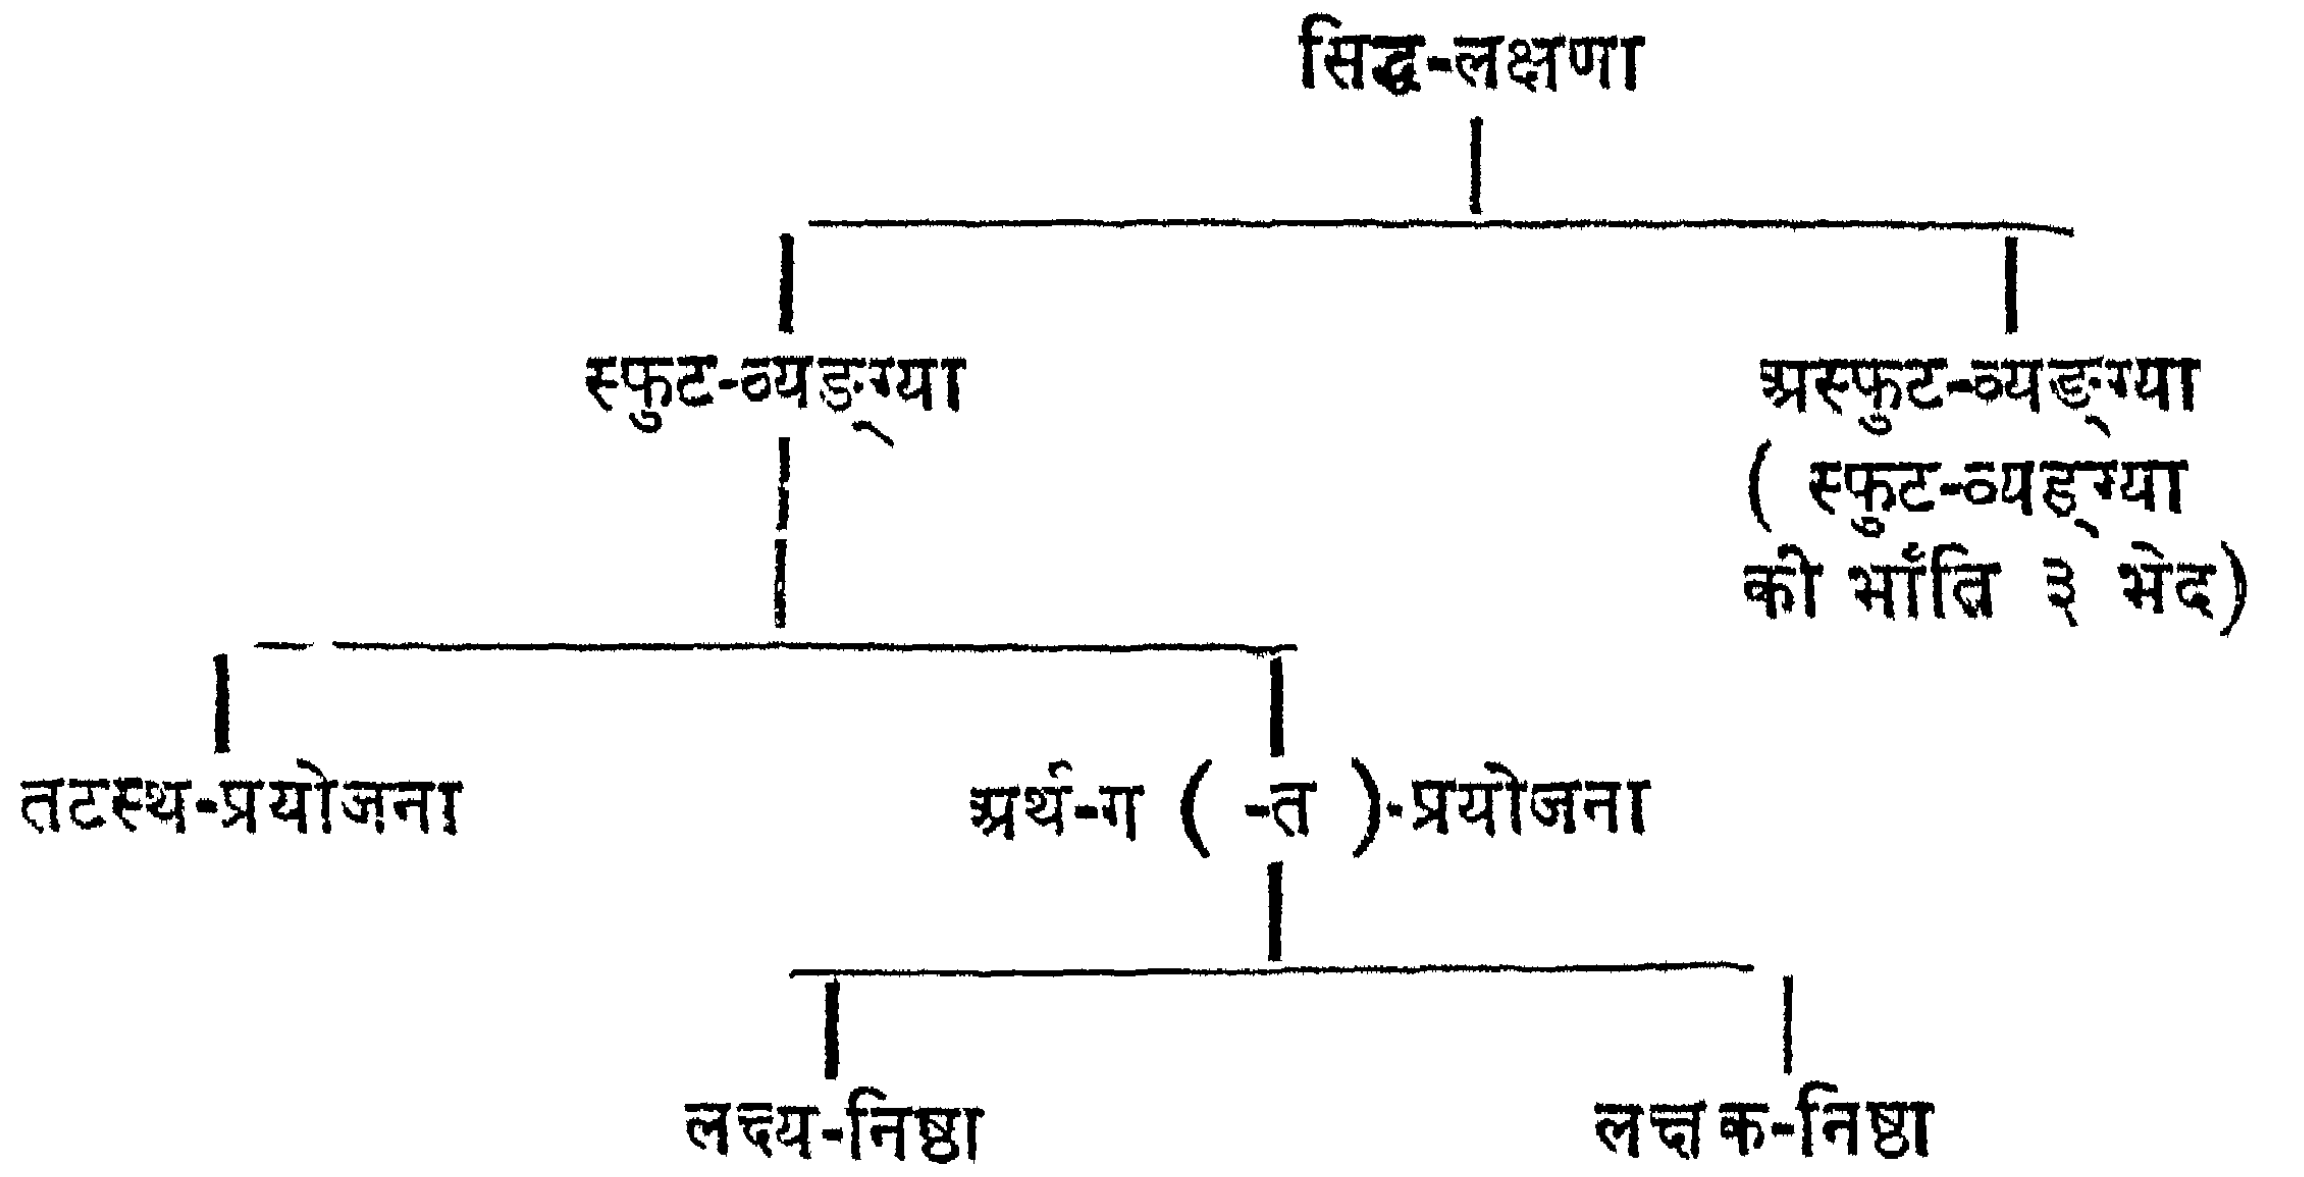 सिद्ध-लक्षणा
स्फुट-व्यङ्ग्या
अस्फुट-व्यङ्ग्या
( स्फुट-व्यङ्ग्या
की भाँति ३ भेद)
तटस्थ-प्रयोजना
अर्थ-ग ( -त )-प्रयोजना
लक्ष्य-निष्ठा
लक्षक-निष्ठा